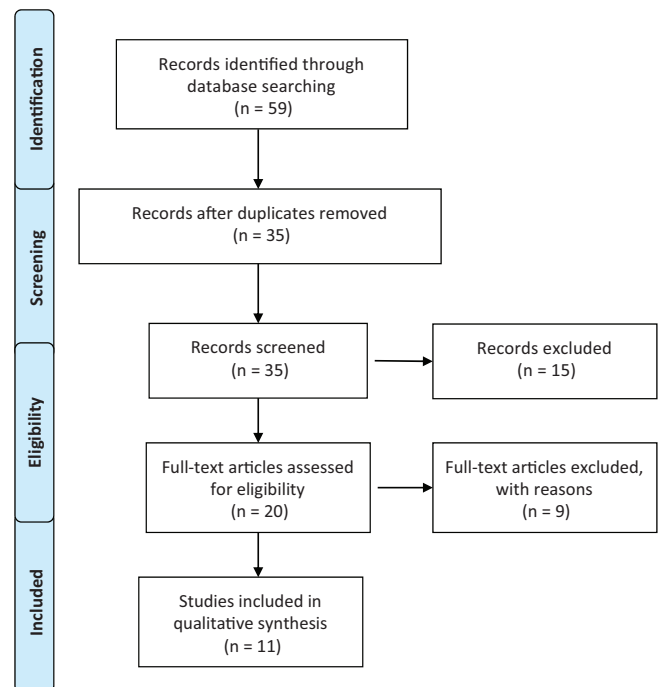 Identification
Records identified through
database searching
(n = 59)
Screening
Records after duplicates removed
(n = 35)
Records screened
(n = 35)
Records excluded
(n = 15)
Eligibility
Full-text articles assessed
for eligibility
(n = 20)
Full-text articles excluded,
with reasons
(n = 9)
Included
Studies included in
qualitative synthesis
(n = 11)